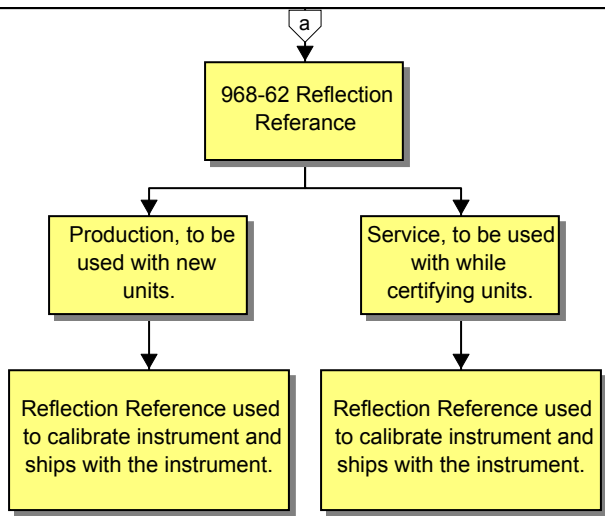 a
968-62 Reflection
Referance
Production, to be
used with new
units.
Service, to be used
with while
certifying units.
Reflection Reference used
to calibrate instrument and
ships with the instrument.
Reflection Reference used
to calibrate instrument and
ships with the instrument.